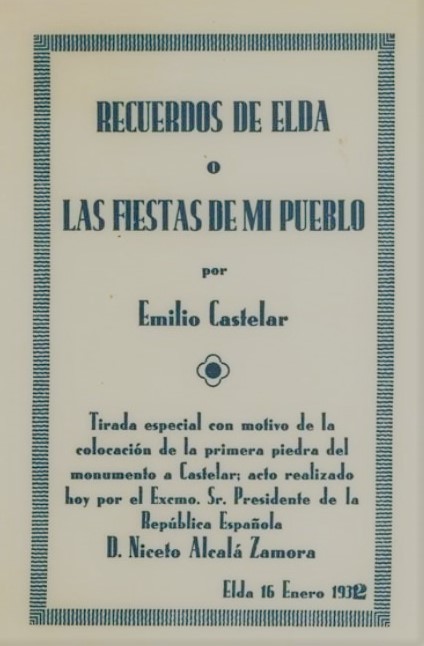 RECUERDOS DE ELDA
O
LAS FIESTAS DE MI PUEBLO
por
Emilio Castelar
Tirada especial con motivo de la
colocación de la primera piedra del
monumento a Castelar; acto realizado
hoy por el Excmo. Sr. Presidente de la
República Española
D. Niceto Alcalá Zamora
Elda 16 Enero 1932